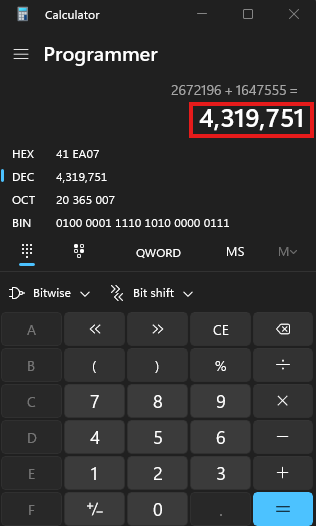 Calculator
Programmer
2672196 + 1647555 =
4,319,751
HEX 41 EA07
DEC 4,319,751
OCT 20 365 007
BIN 0100 0001 1110 1010 0000 0111
QWORD MS M
Bitwise Bit shift
A « » CE
B ( ) % ÷
C 7 8 9 ×
D 4 5 6 −
E 1 2 3 +
F +/− 0 . =